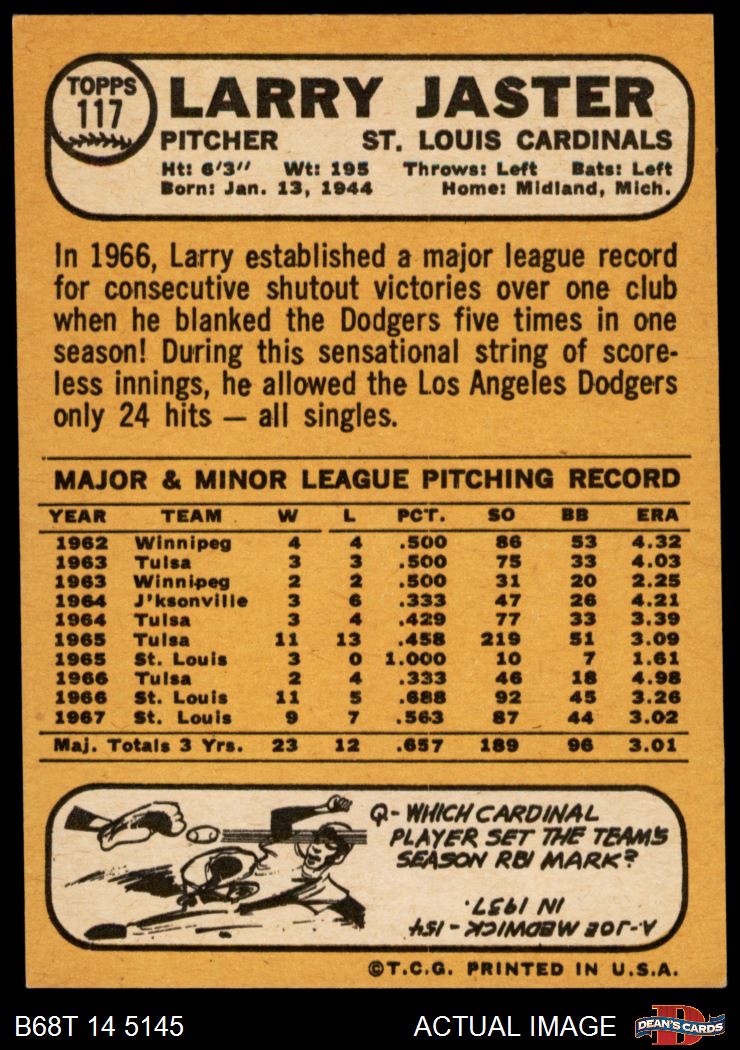 TOPPS
117
LARRY JASTER
PITCHER ST. LOUIS CARDINALS
Ht: 6'3" Wt: 195 Throws: Left Bats: Left
Born: Jan. 13, 1944 Home: Midland, Mich.
In 1966, Larry established a major league record
for consecutive shutout victories over one club
when he blanked the Dodgers five times in one
season! During this sensational string of score-
less innings, he allowed the Los Angeles Dodgers
only 24 hits — all singles.
MAJOR & MINOR LEAGUE PITCHING RECORD
YEAR TEAM W L PCT. SO BB ERA
1962 Winnipeg 4 4 .500 86 53 4.32
1963 Tulsa 3 3 .500 75 33 4.03
1963 Winnipeg 2 2 .500 31 20 2.25
1964 J'ksonville 3 6 .333 47 26 4.21
1964 Tulsa 3 4 .429 77 33 3.39
1965 Tulsa 11 13 .458 219 51 3.09
1965 St. Louis 3 0 1.000 10 7 1.61
1966 Tulsa 2 4 .333 46 18 4.98
1966 St. Louis 11 5 .688 92 45 3.26
1967 St. Louis 9 7 .563 87 44 3.02
Maj. Totals 3 Yrs. 23 12 .657 189 96 3.01
Q-WHICH CARDINAL
PLAYER SET THE TEAM'S
SEASON RBI MARK?
A-JOE MEDWICK-154
IN 1937.
©T.C.G. PRINTED IN U.S.A.
B68T 14 5145 ACTUAL IMAGE
D
DEAN'S CARDS